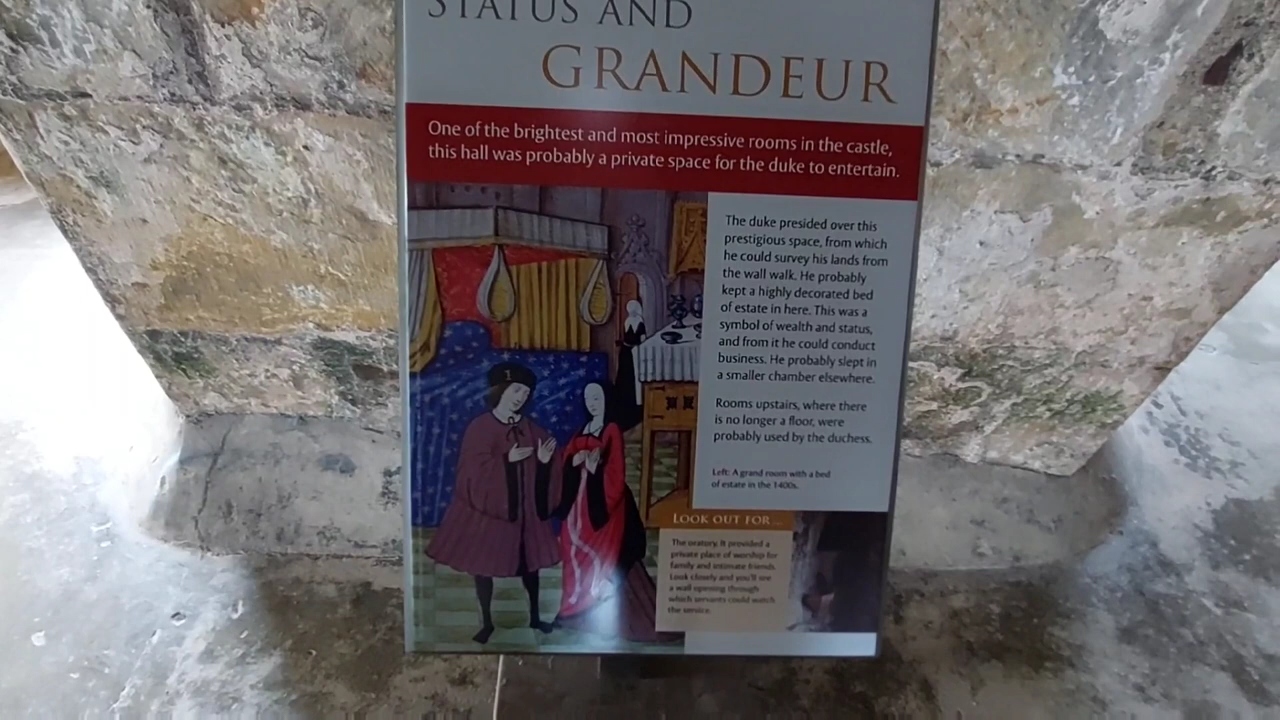 STATUS AND
GRANDEUR
One of the brightest and most impressive rooms in the castle,
this hall was probably a private space for the duke to entertain.
The duke presided over this
prestigious space, from which
he could survey his lands from
the wall walk. He probably
kept a highly decorated bed
of estate in here. This was a
symbol of wealth and status,
and from it he could conduct
business. He probably slept in
a smaller chamber elsewhere.
Rooms upstairs, where there
is no longer a floor, were
probably used by the duchess.
Left: A grand room with a bed
of estate in the 1400s.
LOOK OUT FOR...
The oratory. It provided a
private place of worship for
family and intimate friends.
Look closely and you'll see
a wall opening through
which servants could watch
the service.